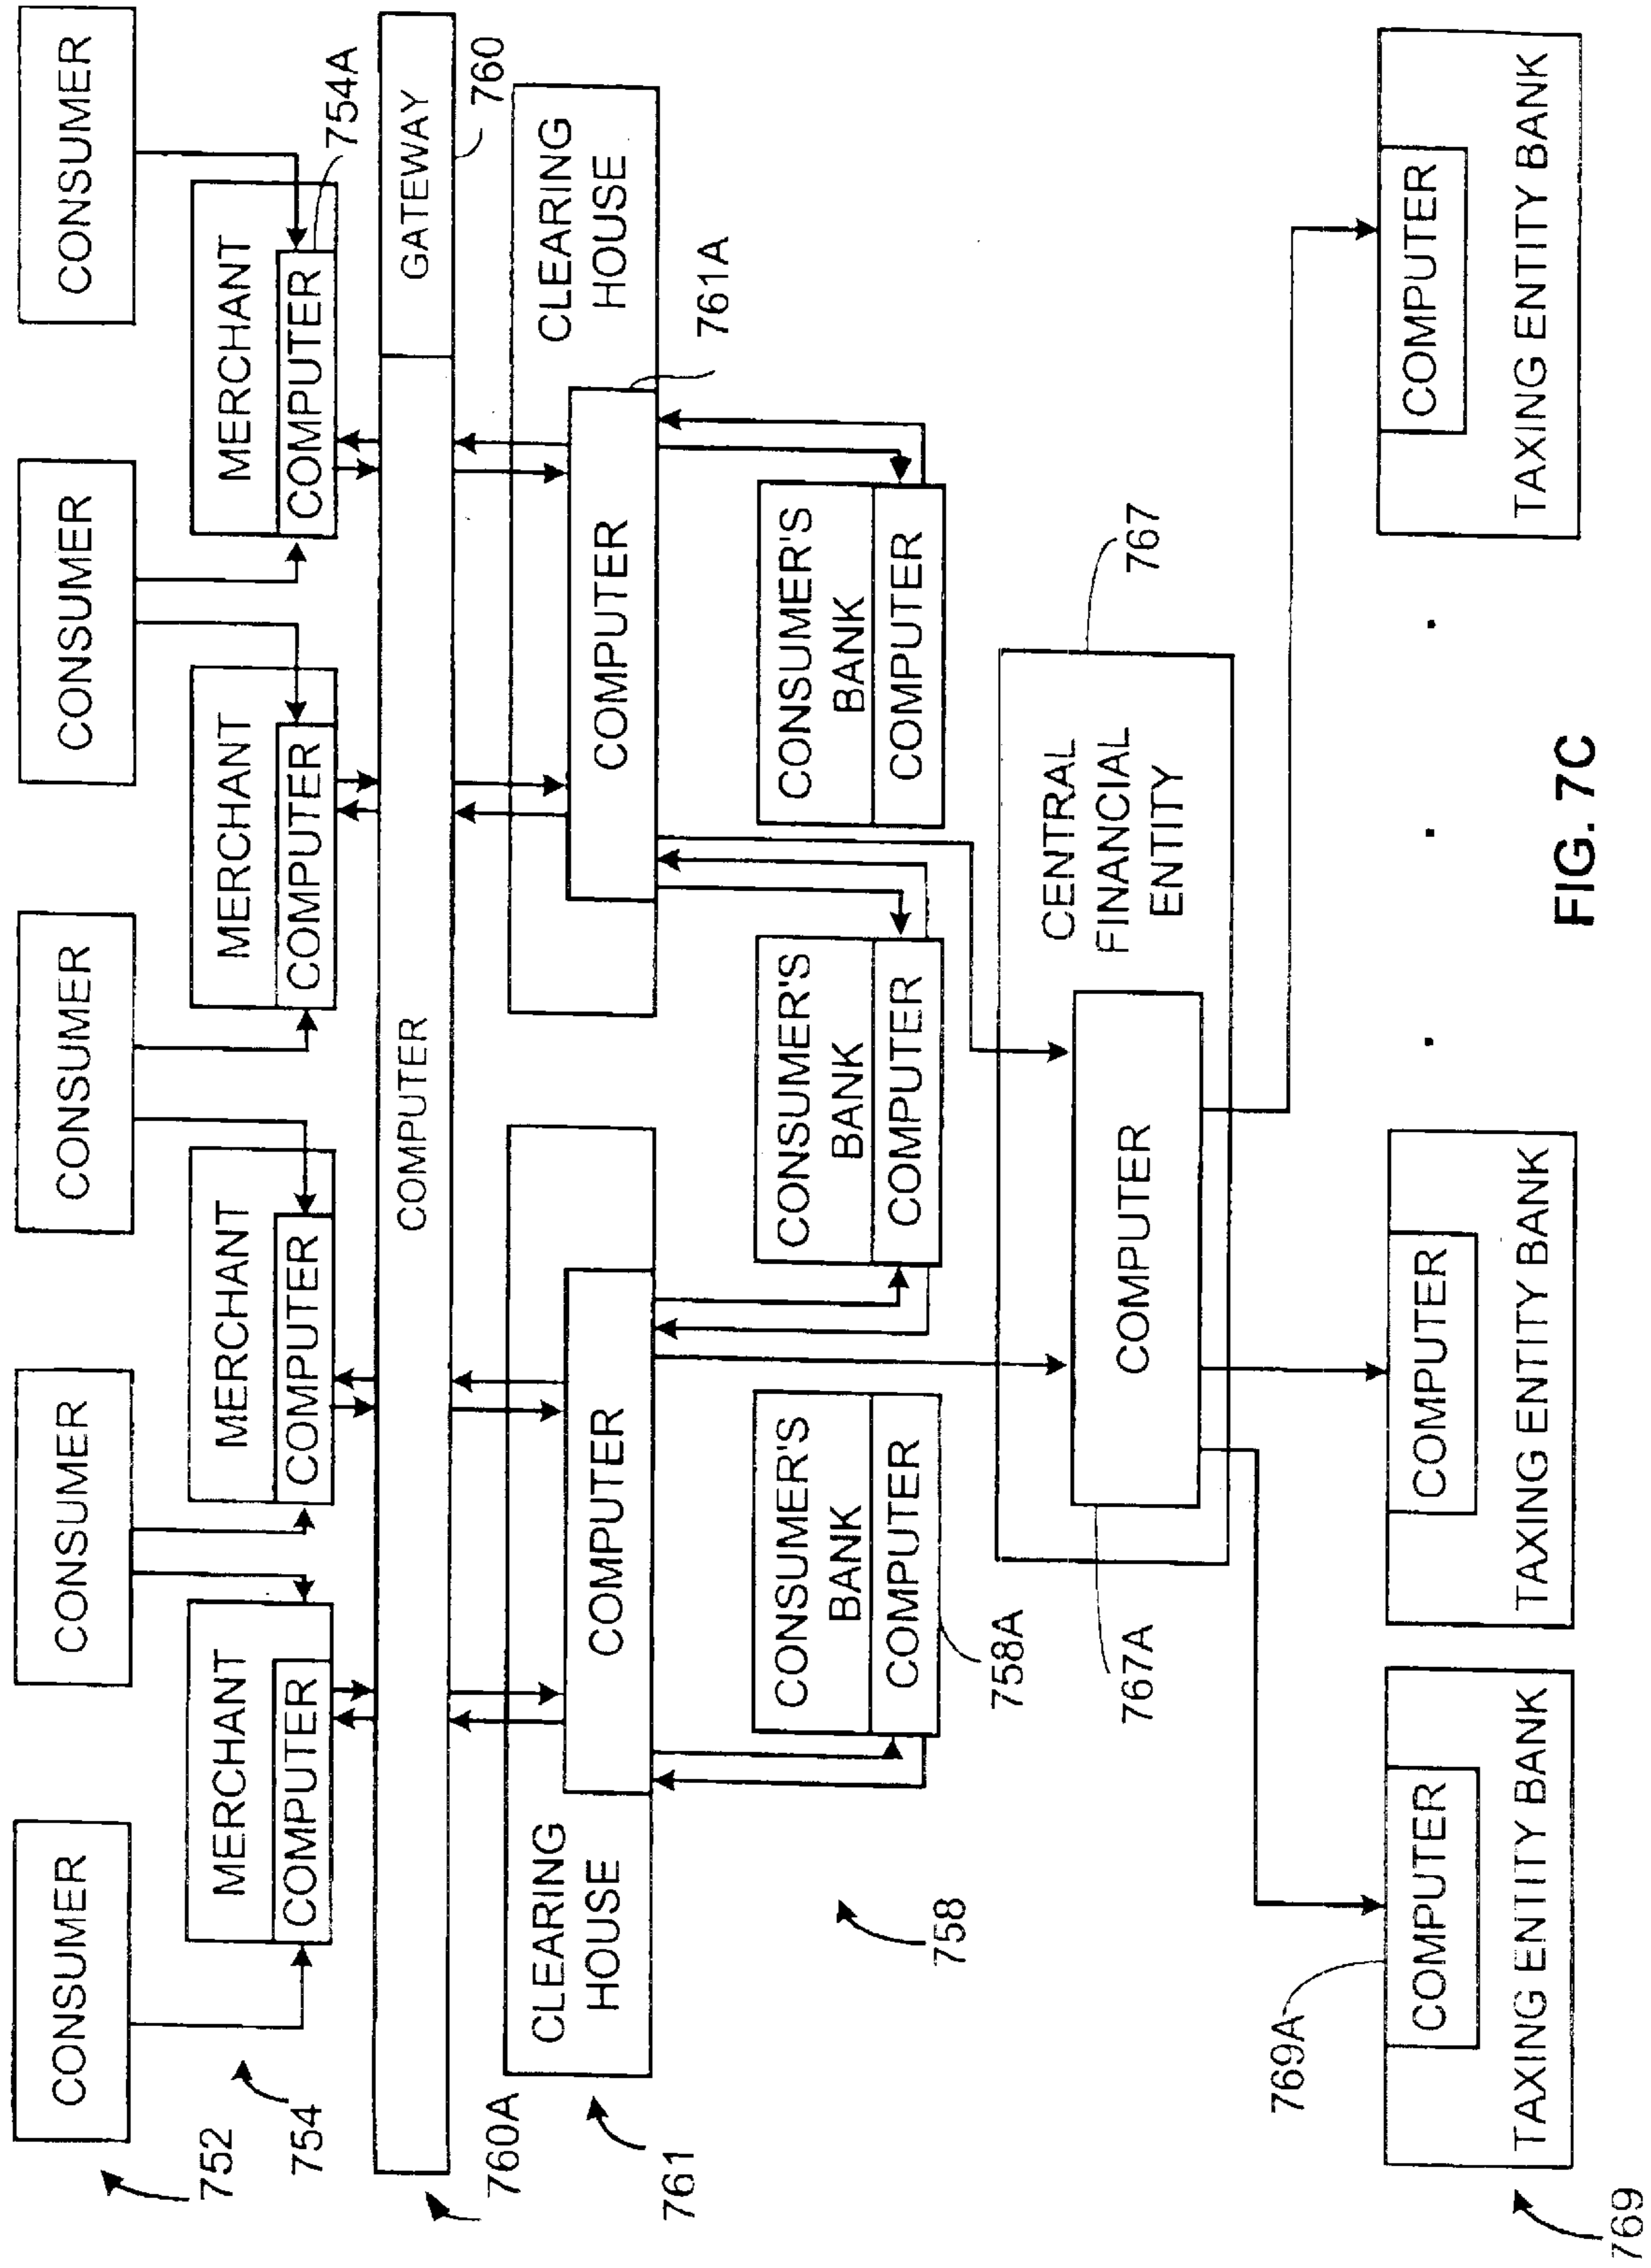 CONSUMER
CONSUMER
CONSUMER
CONSUMER
CONSUMER
752
MERCHANT
COMPUTER
MERCHANT
COMPUTER
MERCHANT
COMPUTER
MERCHANT
COMPUTER
754
754A
COMPUTER
GATEWAY
760A
760
CLEARING
HOUSE
COMPUTER
COMPUTER
CLEARING
HOUSE
761
761A
CONSUMER'S
BANK
COMPUTER
CONSUMER'S
BANK
COMPUTER
CONSUMER'S
BANK
COMPUTER
758
758A
CENTRAL
FINANCIAL
ENTITY
COMPUTER
767A
767
769A
COMPUTER
TAXING ENTITY BANK
COMPUTER
TAXING ENTITY BANK
COMPUTER
TAXING ENTITY BANK
769
FIG. 7C